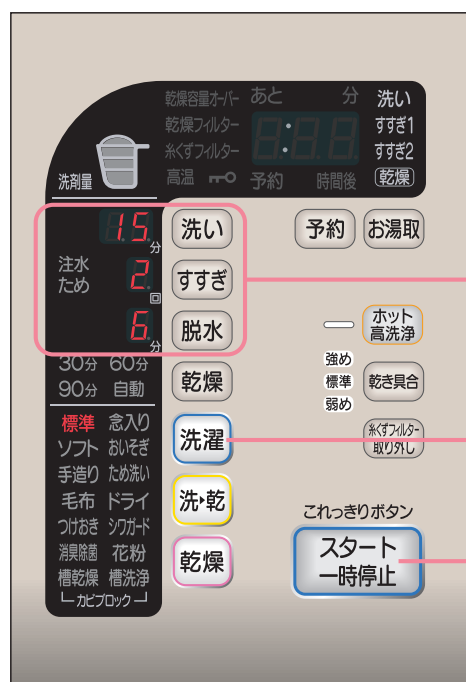 乾燥容量オーバー あと 分 洗い
乾燥フィルター すすぎ1
糸くずフィルター 8:88 すすぎ2
高温 予約 時間後 乾燥
洗剤量
15分 洗い 予約 お湯取
注水
ため 2回 すすぎ
6分 脱水
ホット
高洗浄
30分 60分
90分 自動
乾燥
強め
標準
弱め
乾き具合
標準 念入り
ソフト おいそぎ
手造り ため洗い
毛布 ドライ
つけおき シワガード
消臭除菌 花粉
槽乾燥 槽洗浄
カビブロック
洗濯
糸くずフィルター
取り外し
洗▸乾
乾燥
これっきりボタン
スタート
一時停止